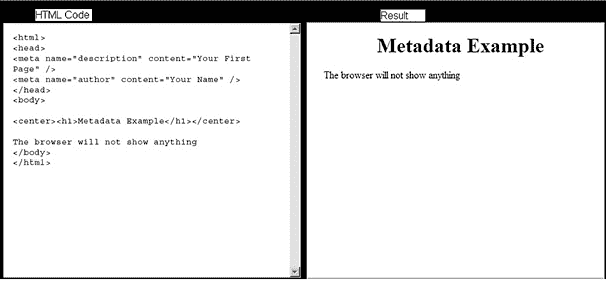 HTML Code
<html>
<head>
<meta name="description" content="Your First
Page" />
<meta name="author" content="Your Name" />
</head>
<body>
<center><h1>Metadata Example</h1></center>
The browser will not show anything
</body>
</html>
Result
Metadata Example
The browser will not show anything